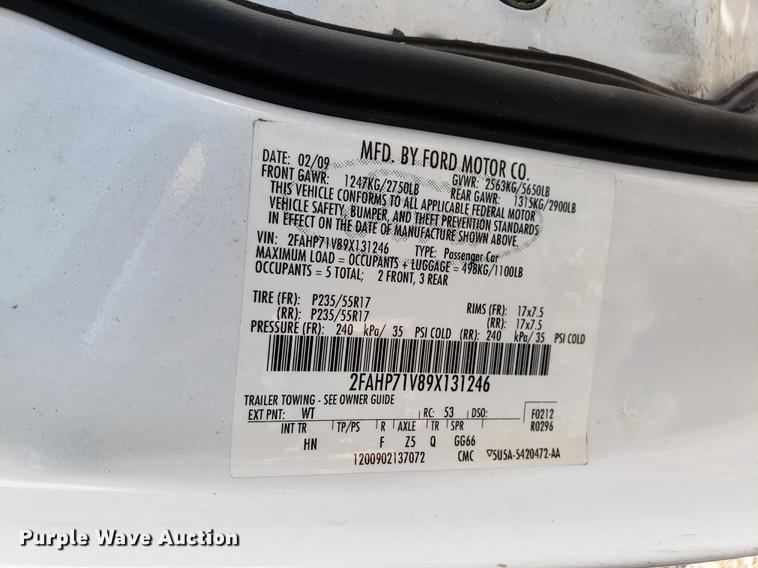 MFD. BY FORD MOTOR CO.
DATE: 02/09 GVWR: 2563KG/5650LB
FRONT GAWR: 1247KG/2750LB REAR GAWR: 1315KG/2900LB
THIS VEHICLE CONFORMS TO ALL APPLICABLE FEDERAL MOTOR
VEHICLE SAFETY, BUMPER, AND THEFT PREVENTION STANDARDS
IN EFFECT ON THE DATE OF MANUFACTURE SHOWN ABOVE.
VIN: 2FAHP71V89X131246 TYPE: Passenger Car
MAXIMUM LOAD = OCCUPANTS + LUGGAGE = 498KG/1100LB
OCCUPANTS = 5 TOTAL; 2 FRONT, 3 REAR
TIRE (FR): P235/55R17 RIMS (FR): 17x7.5
(RR): P235/55R17 (RR): 17x7.5
PRESSURE (FR): 240 kPa/ 35 PSI COLD (RR): 240 kPa/ 35 PSI COLD
2FAHP71V89X131246
TRAILER TOWING - SEE OWNER GUIDE
EXT PNT: WT RC: 53 DSO: F0212
INT TR TP/PS R AXLE TR SPR R0296
HN F Z5 Q GG66
1200902137072 CMC ▽5U5A-5420472-AA
Purple Wave Auction